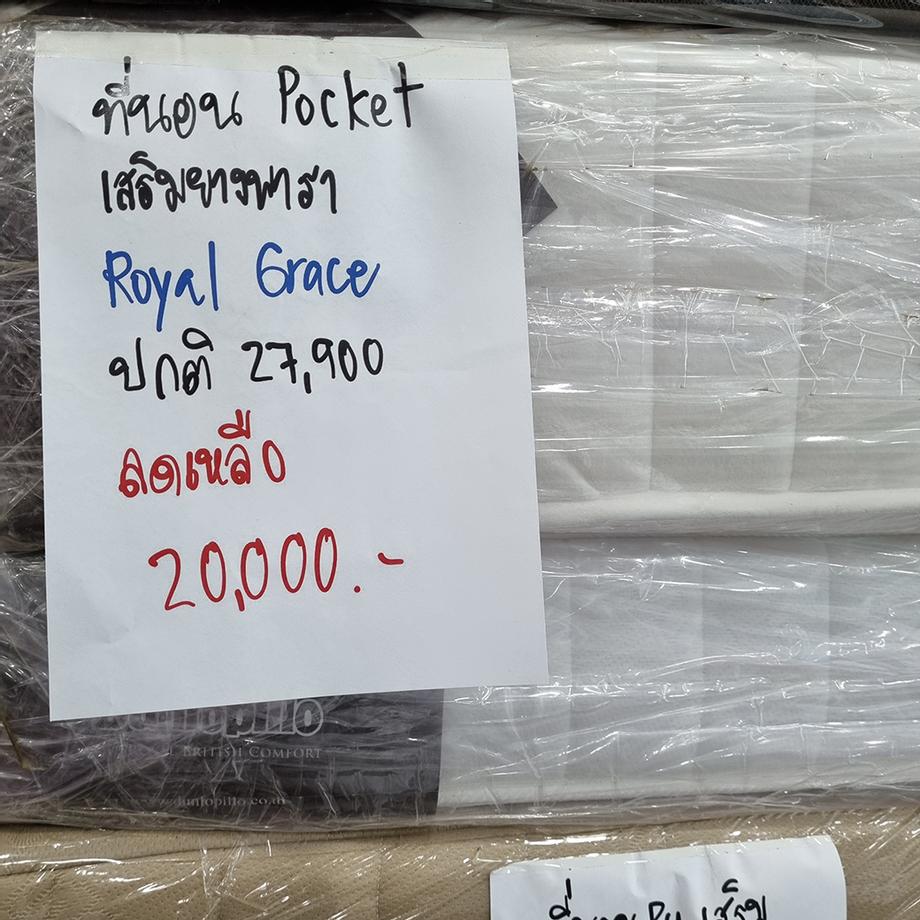 ที่นอน Pocket
เสริมยางพารา
Royal Grace
ปกติ 27,900
ลดเหลือ
20,000.-
Dunlopillo
BRITISH COMFORT
www.dunlopillo.co.th